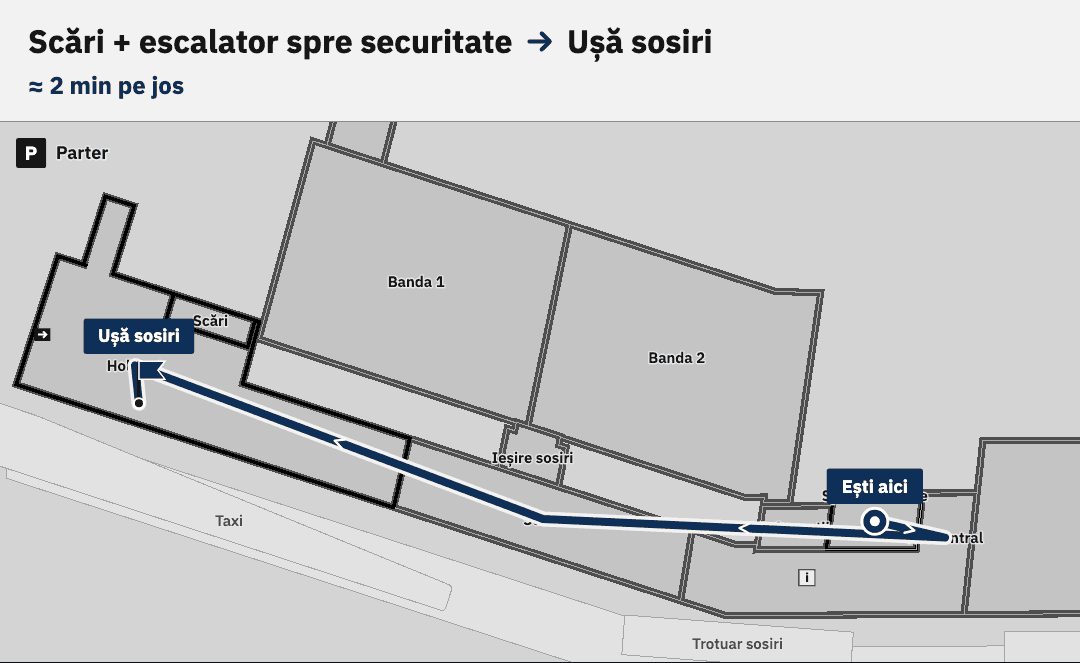 Scări + escalator spre securitate → Ușă sosiri
≈ 2 min pe jos
P Parter
Banda 1
Scări
Ușă sosiri
Banda 2
Ieșire sosiri
Ești aici
Taxi
i
Trotuar sosiri